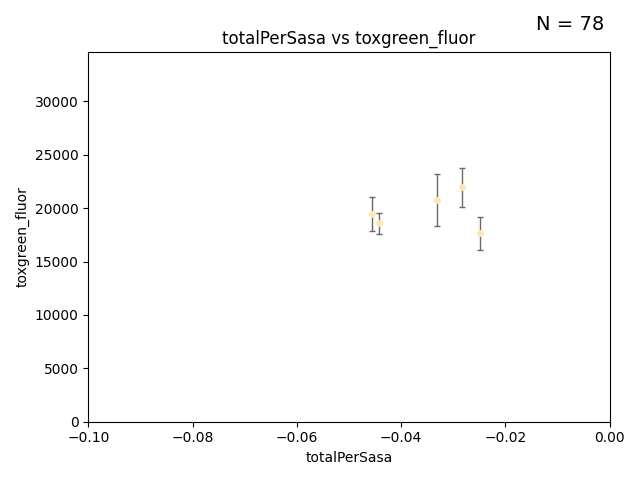 N = 78
totalPerSasa vs toxgreen_fluor
30000
25000
20000
15000
10000
5000
0
toxgreen_fluor
−0.10 −0.08 −0.06 −0.04 −0.02 0.00
totalPerSasa